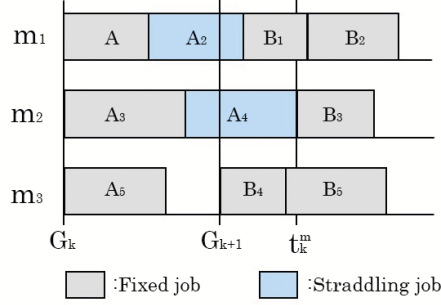 m₁ A A₂ B₁ B₂
m₂ A₃ A₄ B₃
m₃ A₅ B₄ B₅
Gₖ Gₖ₊₁ tₖᵐ
:Fixed job :Straddling job